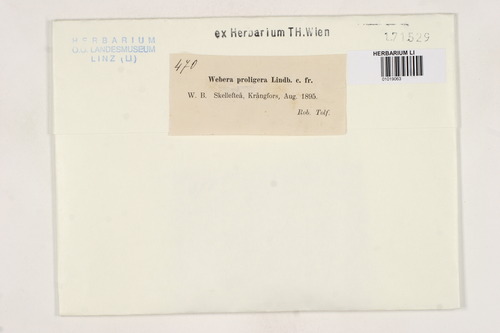 HERBARIUM
O.Ö. LANDESMUSEUM
LINZ (LI)
ex Herbarium TH.Wien
171529
HERBARIUM LI
01019063
470
Webera proligera Lindb. c. fr.
W. B. Skellefteå, Krångfors, Aug. 1895.
Rob. Tolf.